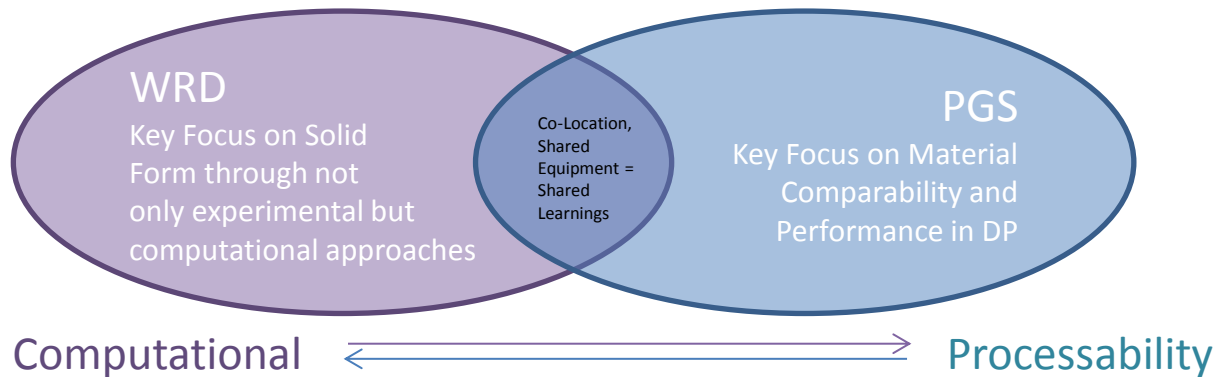 WRD
Key Focus on Solid
Form through not
only experimental but
computational approaches
Co-Location,
Shared
Equipment =
Shared
Learnings
PGS
Key Focus on Material
Comparability and
Performance in DP
Computational
Processability